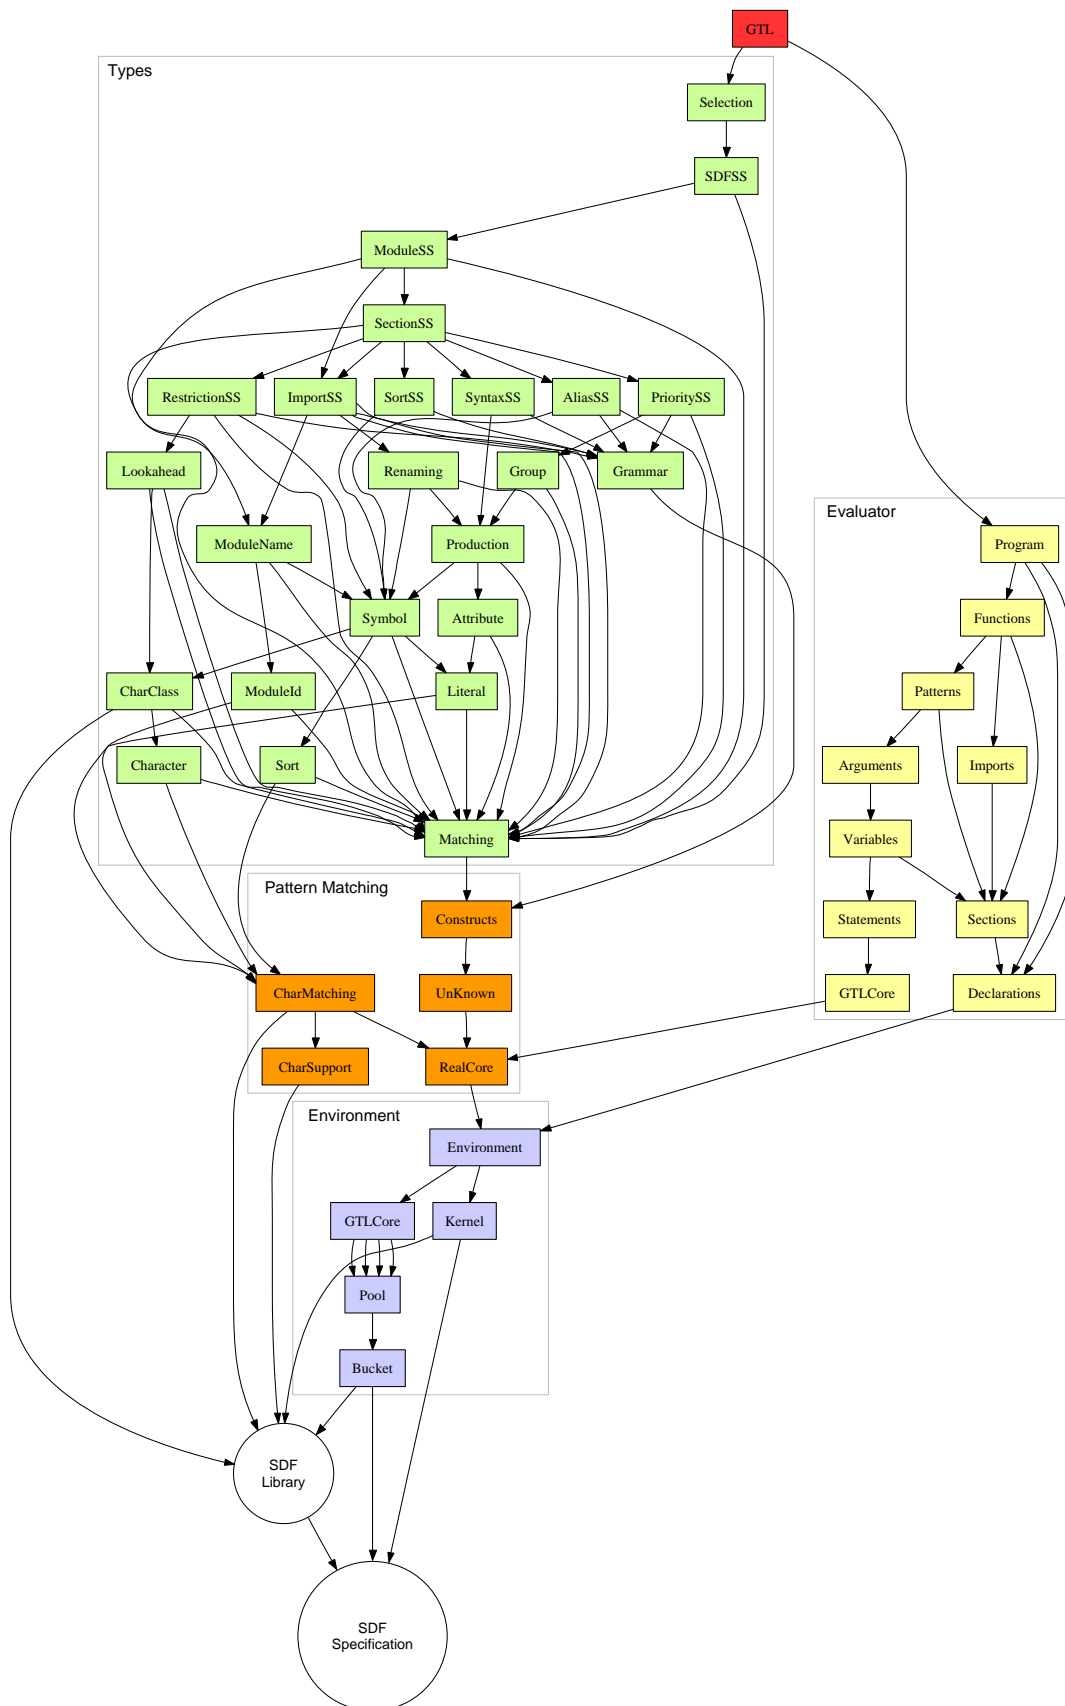 GTL
Types
Selection
SDFSS
ModuleSS
SectionSS
RestrictionSS
ImportSS
SortSS
SyntaxSS
AliasSS
PrioritySS
Lookahead
Renaming
Group
Grammar
Evaluator
ModuleName
Production
Program
Symbol
Attribute
Functions
CharClass
ModuleId
Literal
Patterns
Character
Sort
Arguments
Imports
Matching
Variables
Pattern Matching
Constructs
Statements
Sections
CharMatching
UnKnown
GTLCore
Declarations
CharSupport
RealCore
Environment
Environment
GTLCore
Kernel
Pool
Bucket
SDF
Library
SDF
Specification